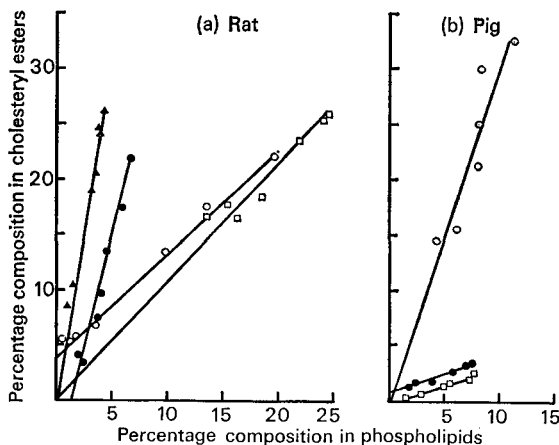 (a) Rat
(b) Pig
Percentage composition in cholesteryl esters
30
20
10
5 10 15 20 25
5 10 15
Percentage composition in phospholipids